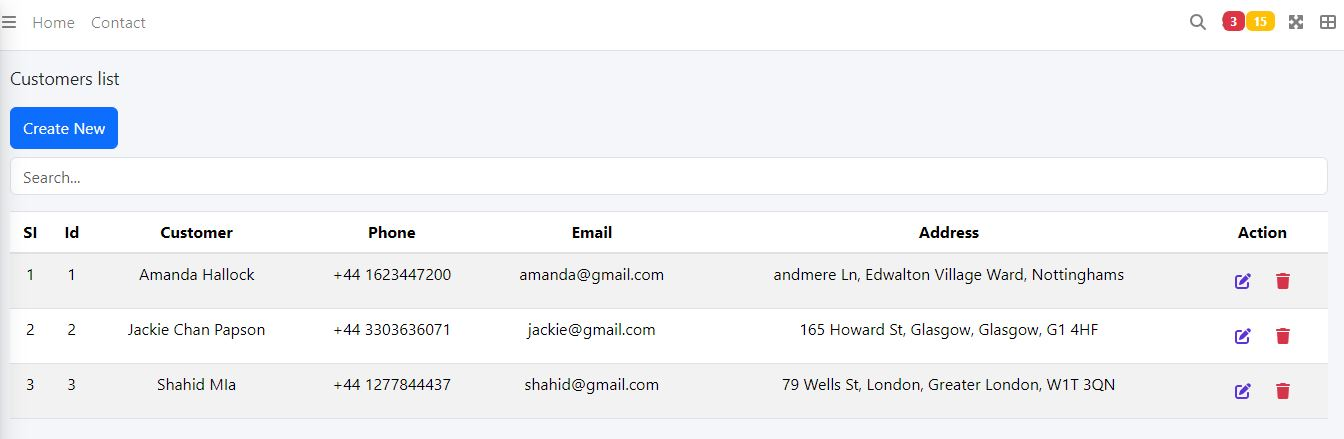 Home Contact 3 15
Customers list
Create New
Search...
Sl Id Customer Phone Email Address Action
1 1 Amanda Hallock +44 1623447200 amanda@gmail.com andmere Ln, Edwalton Village Ward, Nottinghams
2 2 Jackie Chan Papson +44 3303636071 jackie@gmail.com 165 Howard St, Glasgow, Glasgow, G1 4HF
3 3 Shahid MIa +44 1277844437 shahid@gmail.com 79 Wells St, London, Greater London, W1T 3QN